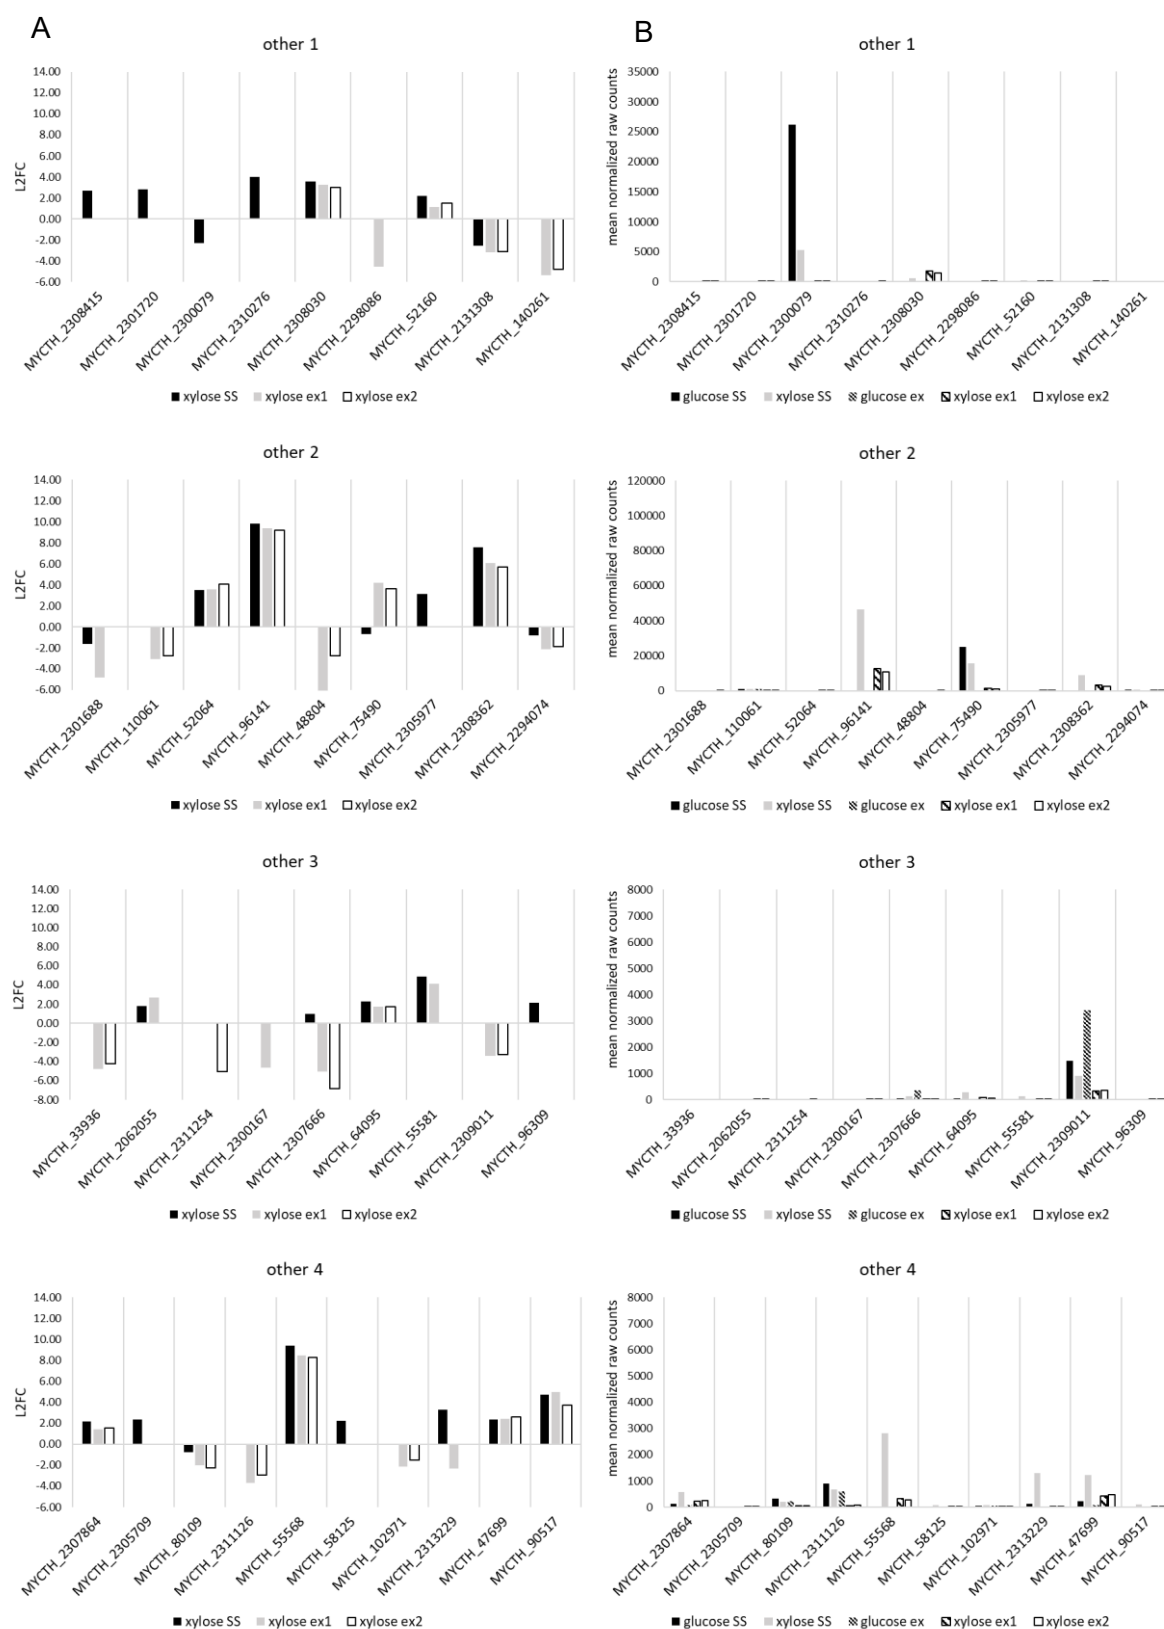 A
B
other 1
14.00
12.00
10.00
8.00
6.00
4.00
2.00
0.00
-2.00
-4.00
-6.00
L2FC
MYCTH_2308415
MYCTH_2301720
MYCTH_2300079
MYCTH_2310276
MYCTH_2308030
MYCTH_2298086
MYCTH_52160
MYCTH_2131308
MYCTH_140261
xylose SS xylose ex1 xylose ex2
other 1
35000
30000
25000
20000
15000
10000
5000
0
mean normalized raw counts
MYCTH_2308415
MYCTH_2301720
MYCTH_2300079
MYCTH_2310276
MYCTH_2308030
MYCTH_2298086
MYCTH_52160
MYCTH_2131308
MYCTH_140261
glucose SS xylose SS glucose ex xylose ex1 xylose ex2
other 2
14.00
12.00
10.00
8.00
6.00
4.00
2.00
0.00
-2.00
-4.00
-6.00
L2FC
MYCTH_2301688
MYCTH_110061
MYCTH_52064
MYCTH_96141
MYCTH_48804
MYCTH_75490
MYCTH_2305977
MYCTH_2308362
MYCTH_2294074
xylose SS xylose ex1 xylose ex2
other 2
120000
100000
80000
60000
40000
20000
0
mean normalized raw counts
MYCTH_2301688
MYCTH_110061
MYCTH_52064
MYCTH_96141
MYCTH_48804
MYCTH_75490
MYCTH_2305977
MYCTH_2308362
MYCTH_2294074
glucose SS xylose SS glucose ex xylose ex1 xylose ex2
other 3
14.00
12.00
10.00
8.00
6.00
4.00
2.00
0.00
-2.00
-4.00
-6.00
-8.00
L2FC
MYCTH_33936
MYCTH_2062055
MYCTH_2311254
MYCTH_2300167
MYCTH_2307666
MYCTH_64095
MYCTH_55581
MYCTH_2309011
MYCTH_96309
xylose SS xylose ex1 xylose ex2
other 3
8000
7000
6000
5000
4000
3000
2000
1000
0
mean normalized raw counts
MYCTH_33936
MYCTH_2062055
MYCTH_2311254
MYCTH_2300167
MYCTH_2307666
MYCTH_64095
MYCTH_55581
MYCTH_2309011
MYCTH_96309
glucose SS xylose SS glucose ex xylose ex1 xylose ex2
other 4
14.00
12.00
10.00
8.00
6.00
4.00
2.00
0.00
-2.00
-4.00
-6.00
L2FC
MYCTH_2307864
MYCTH_2305709
MYCTH_80109
MYCTH_2311126
MYCTH_55568
MYCTH_58125
MYCTH_102971
MYCTH_2313229
MYCTH_47699
MYCTH_90517
xylose SS xylose ex1 xylose ex2
other 4
8000
7000
6000
5000
4000
3000
2000
1000
0
mean normalized raw counts
MYCTH_2307864
MYCTH_2305709
MYCTH_80109
MYCTH_2311126
MYCTH_55568
MYCTH_58125
MYCTH_102971
MYCTH_2313229
MYCTH_47699
MYCTH_90517
glucose SS xylose SS glucose ex xylose ex1 xylose ex2